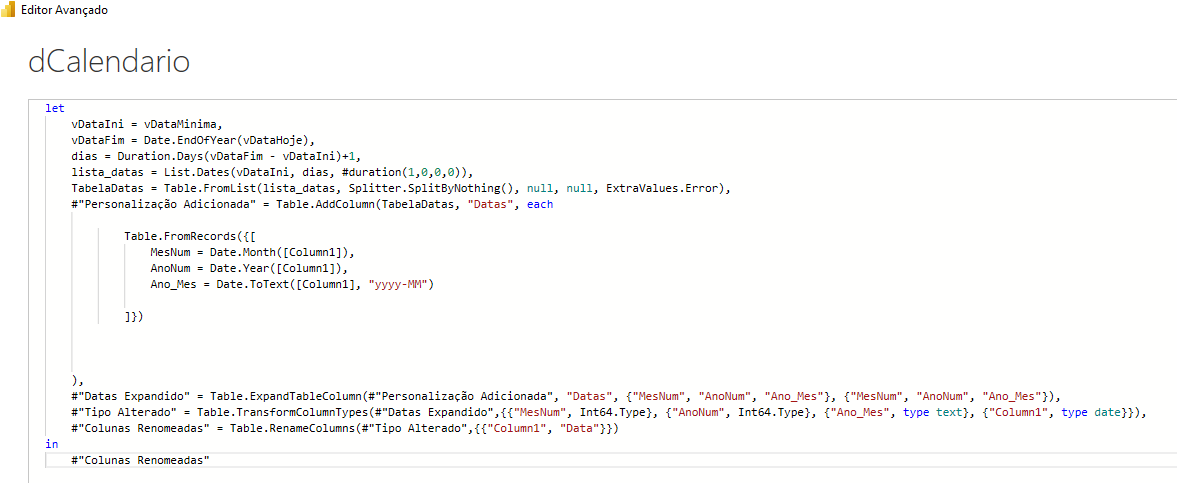 Editor Avançado
dCalendario
let
vDataIni = vDataMinima,
vDataFim = Date.EndOfYear(vDataHoje),
dias = Duration.Days(vDataFim - vDataIni)+1,
lista_datas = List.Dates(vDataIni, dias, #duration(1,0,0,0)),
TabelaDatas = Table.FromList(lista_datas, Splitter.SplitByNothing(), null, null, ExtraValues.Error),
#"Personalização Adicionada" = Table.AddColumn(TabelaDatas, "Datas", each
Table.FromRecords({[
MesNum = Date.Month([Column1]),
AnoNum = Date.Year([Column1]),
Ano_Mes = Date.ToText([Column1], "yyyy-MM")
]})
),
#"Datas Expandido" = Table.ExpandTableColumn(#"Personalização Adicionada", "Datas", {"MesNum", "AnoNum", "Ano_Mes"}, {"MesNum", "AnoNum", "Ano_Mes"}),
#"Tipo Alterado" = Table.TransformColumnTypes(#"Datas Expandido",{{"MesNum", Int64.Type}, {"AnoNum", Int64.Type}, {"Ano_Mes", type text}, {"Column1", type date}}),
#"Colunas Renomeadas" = Table.RenameColumns(#"Tipo Alterado",{{"Column1", "Data"}})
in
#"Colunas Renomeadas"